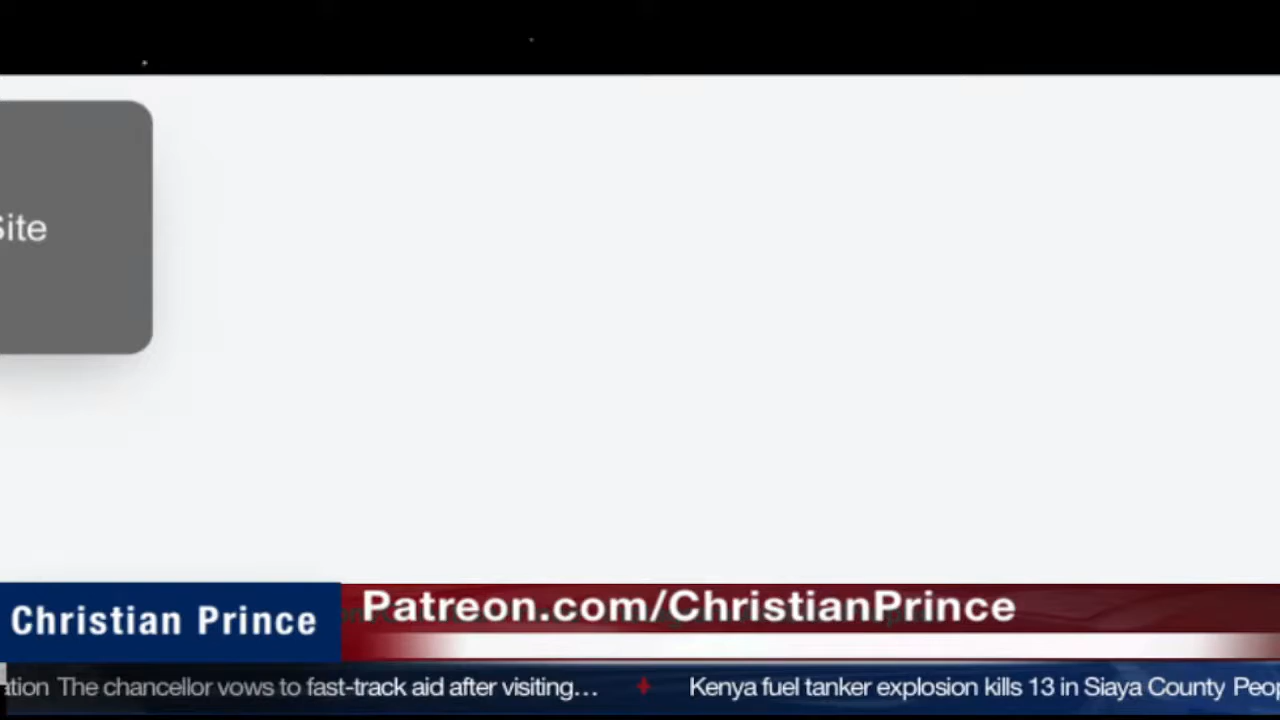 Site
Patreon.com/ChristianPrince
Christian Prince
ation The chancellor vows to fast-track aid after visiting… Kenya fuel tanker explosion kills 13 in Siaya County Peop